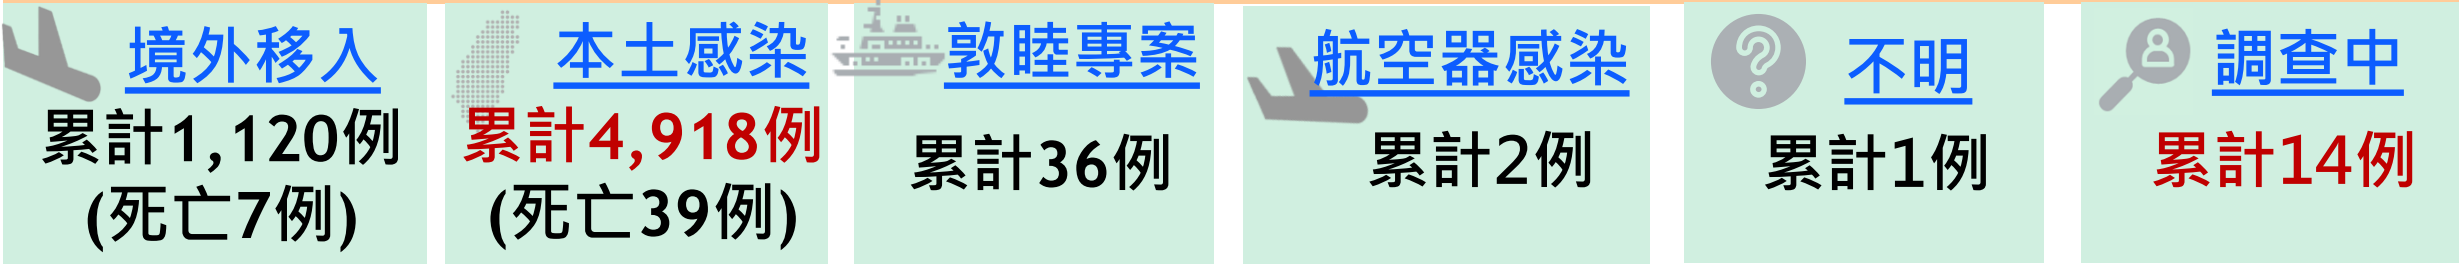 境外移入
累計1,120例
(死亡7例)
本土感染
累計4,918例
(死亡39例)
敦睦專案
累計36例
航空器感染
累計2例
不明
累計1例
調查中
累計14例